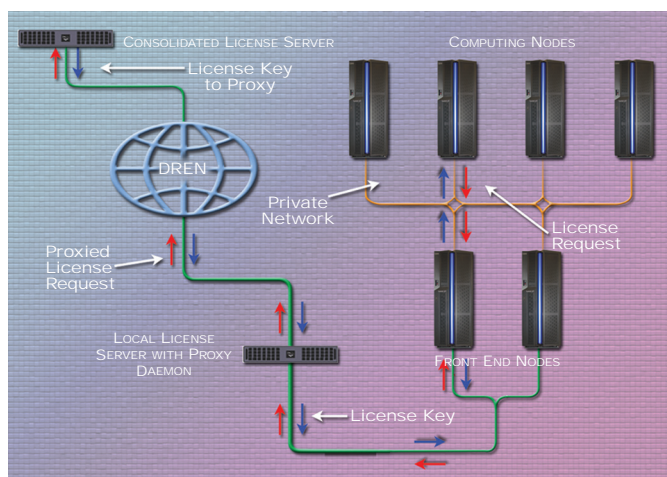 CONSOLIDATED LICENSE SERVER
COMPUTING NODES
License Key
to Proxy
DREN
Private
Network
License
Request
Proxied
License
Request
LOCAL LICENSE
SERVER WITH PROXY
DAEMON
FRONT END NODES
License Key